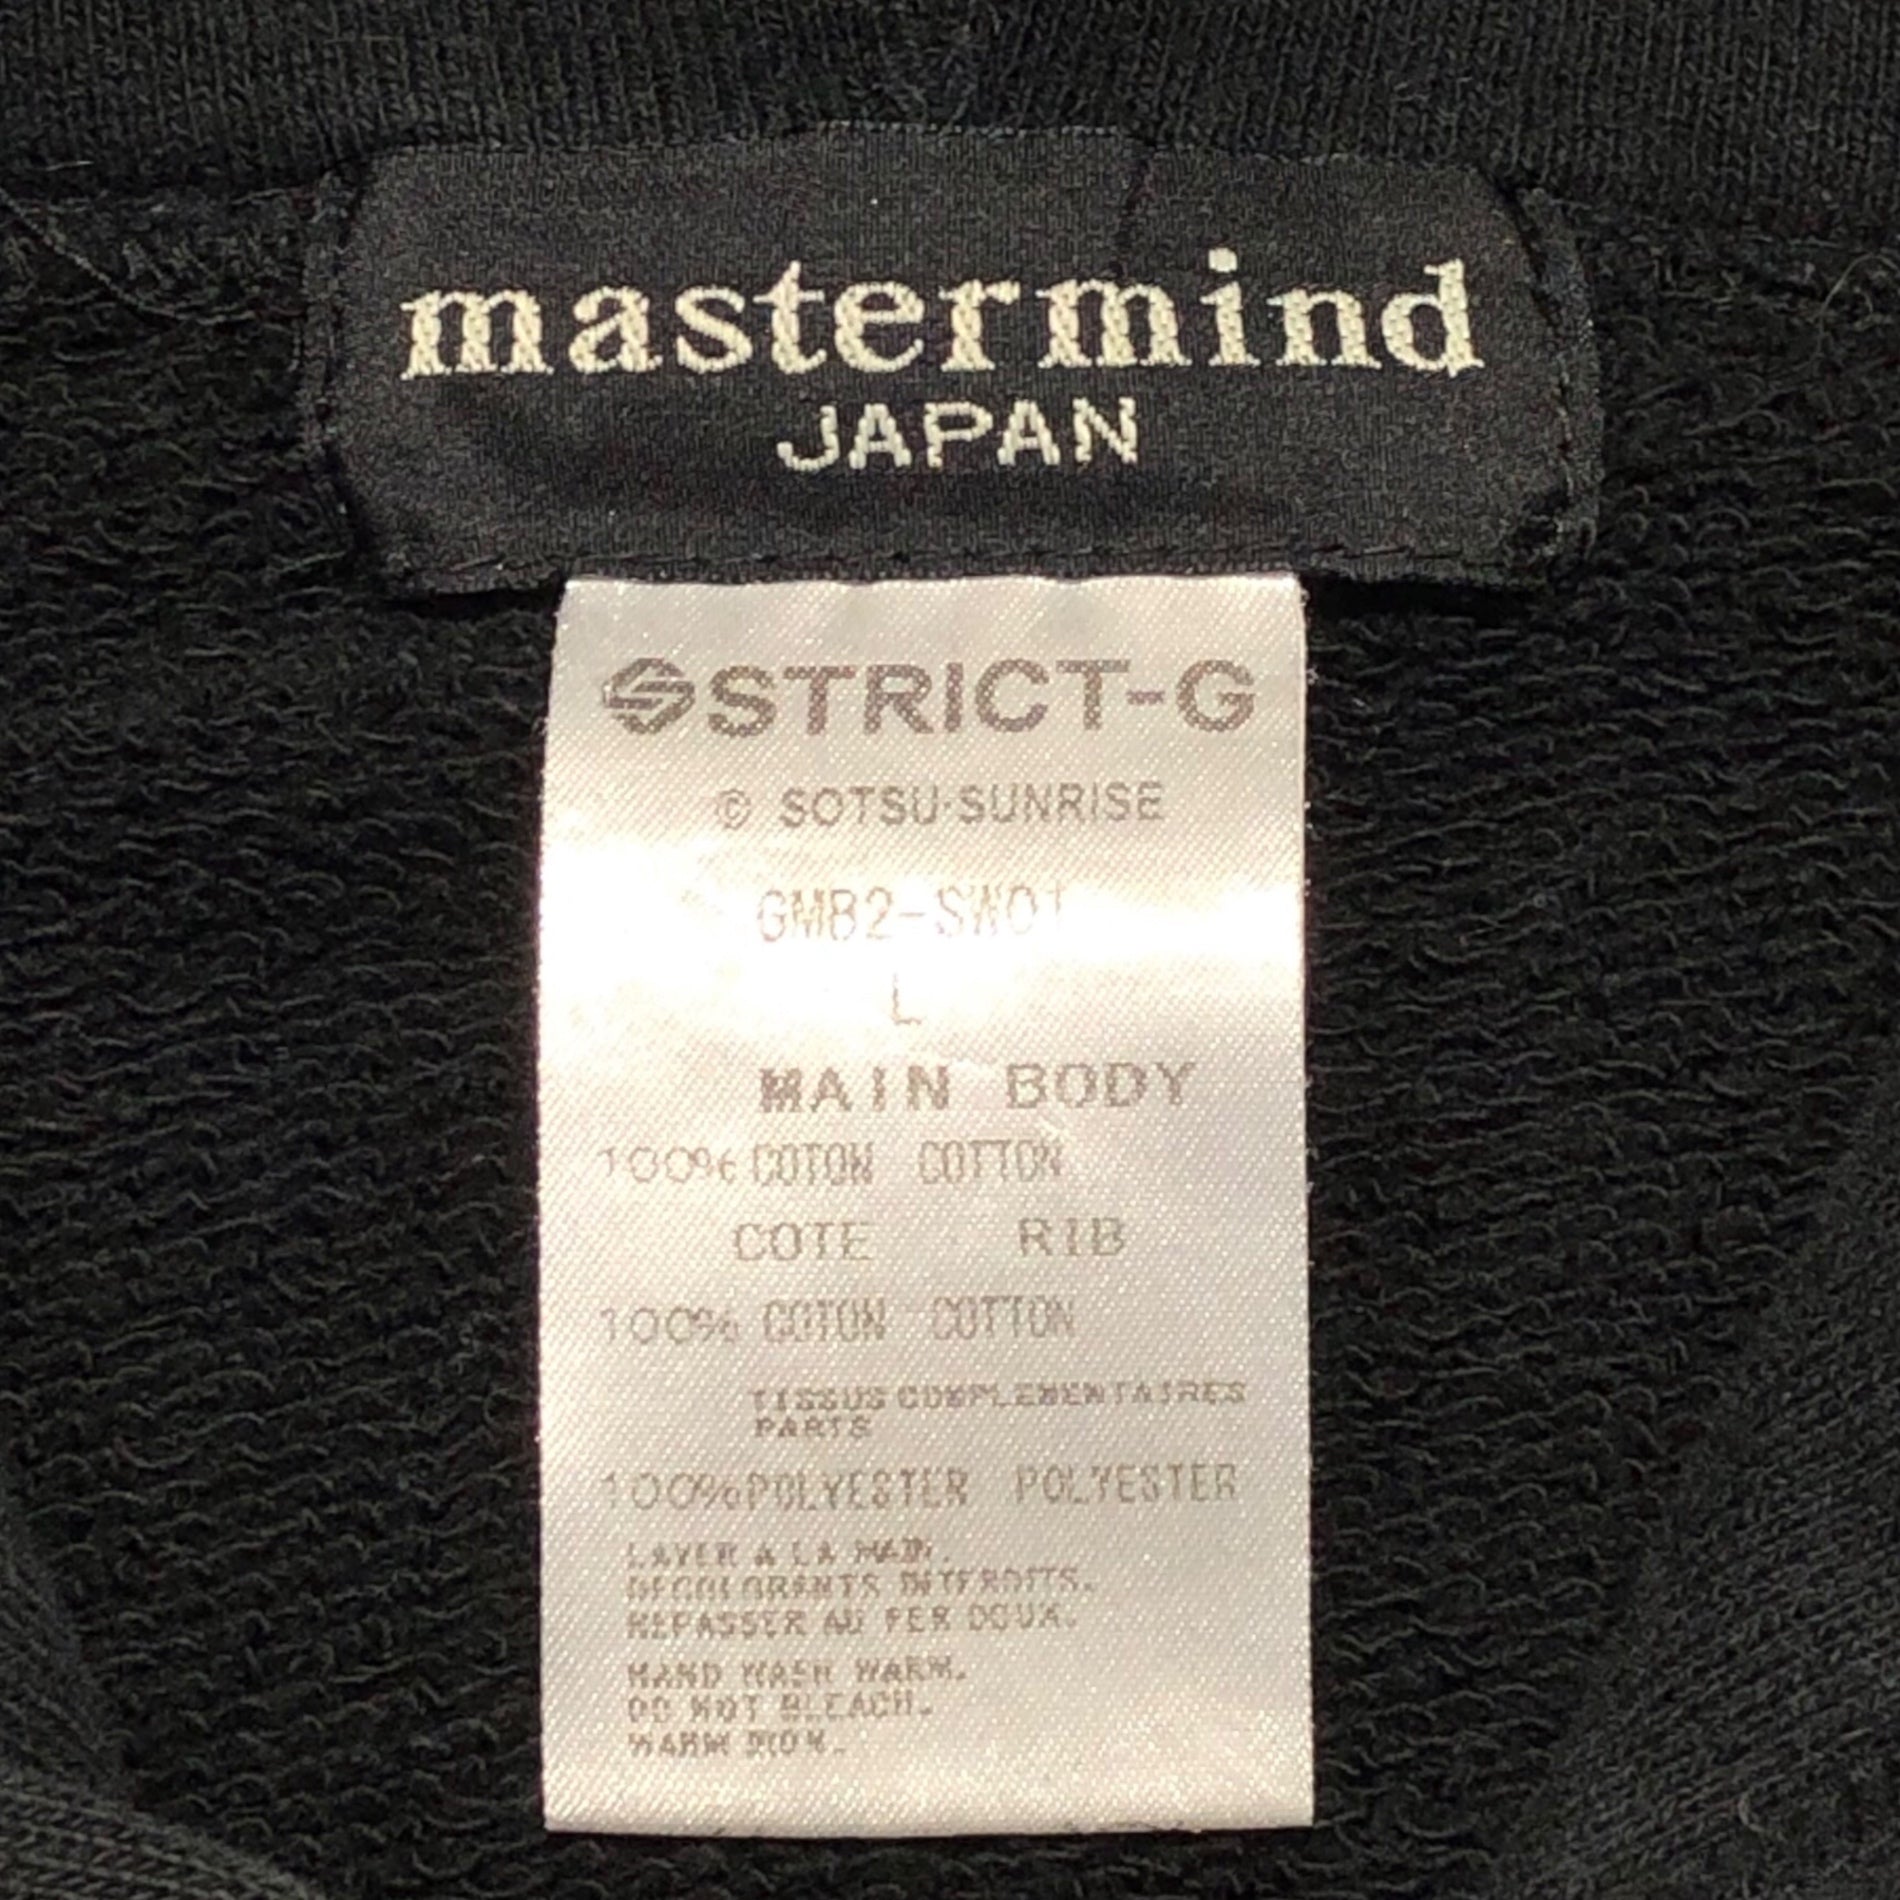 mastermind
JAPAN
STRICT-G
© SOTSU·SUNRISE
GMB2-SW01
L
MAIN BODY
100% COTON COTTON
COTE RIB
100% COTON COTTON
TISSUS COMPLEMENTAIRES
PARTS
100% POLYESTER POLYESTER
LAVER A LA MAIN.
DECOLORANTS INTERDITS.
REPASSER AU FER DOUX.
HAND WASH WARM.
DO NOT BLEACH.
WARM IRON.